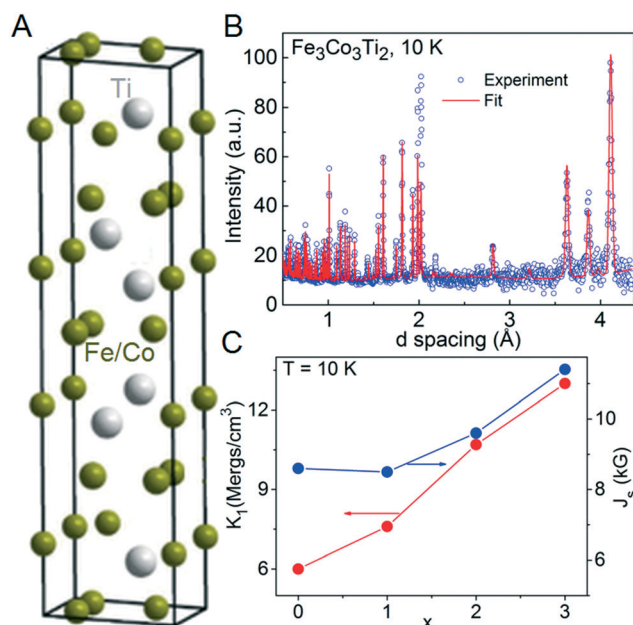 A
Ti
Fe/Co
B
Fe₃Co₃Ti₂, 10 K
Experiment
Fit
Intensity (a.u.)
100
80
60
40
20
0
1
2
3
4
d spacing (Å)
C
T = 10 K
K₁(Mergs/cm³)
12
9
6
11
10
8
6
Jₛ (kG)
0
1
2
3
x